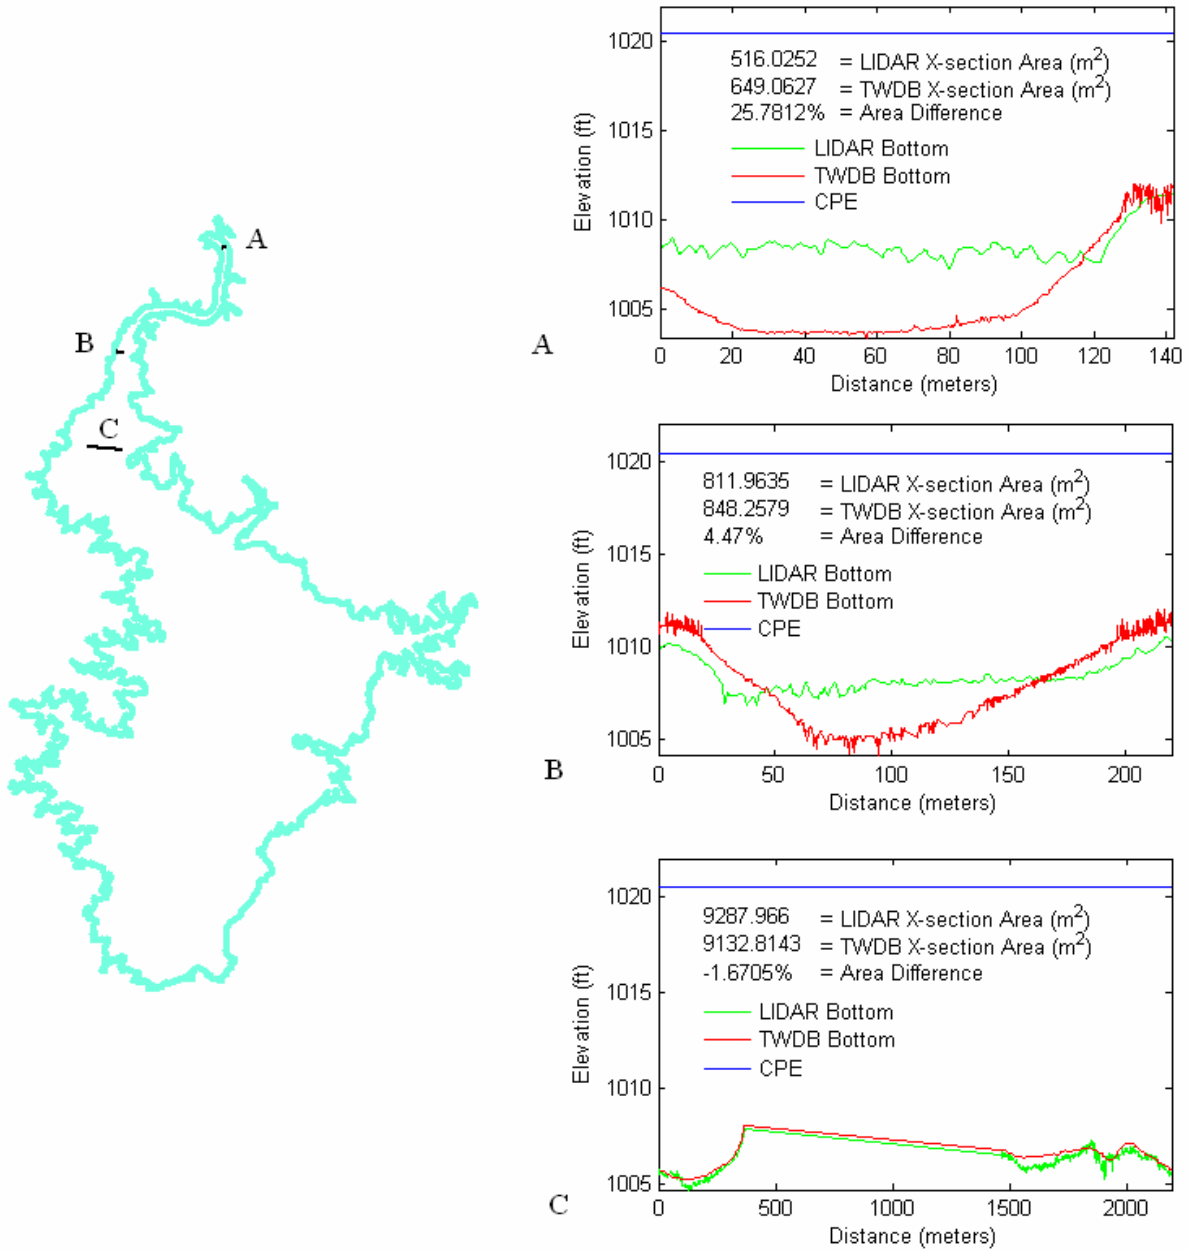 A
B
C
1020
1015
1010
1005
Elevation (ft)
516.0252 = LIDAR X-section Area (m2)
649.0627 = TWDB X-section Area (m2)
25.7812% = Area Difference
LIDAR Bottom
TWDB Bottom
CPE
0 20 40 60 80 100 120 140
Distance (meters)
A
1020
1015
1010
1005
Elevation (ft)
811.9635 = LIDAR X-section Area (m2)
848.2579 = TWDB X-section Area (m2)
4.47% = Area Difference
LIDAR Bottom
TWDB Bottom
CPE
0 50 100 150 200
Distance (meters)
B
1020
1015
1010
1005
Elevation (ft)
9287.966 = LIDAR X-section Area (m2)
9132.8143 = TWDB X-section Area (m2)
-1.6705% = Area Difference
LIDAR Bottom
TWDB Bottom
CPE
0 500 1000 1500 2000
Distance (meters)
C